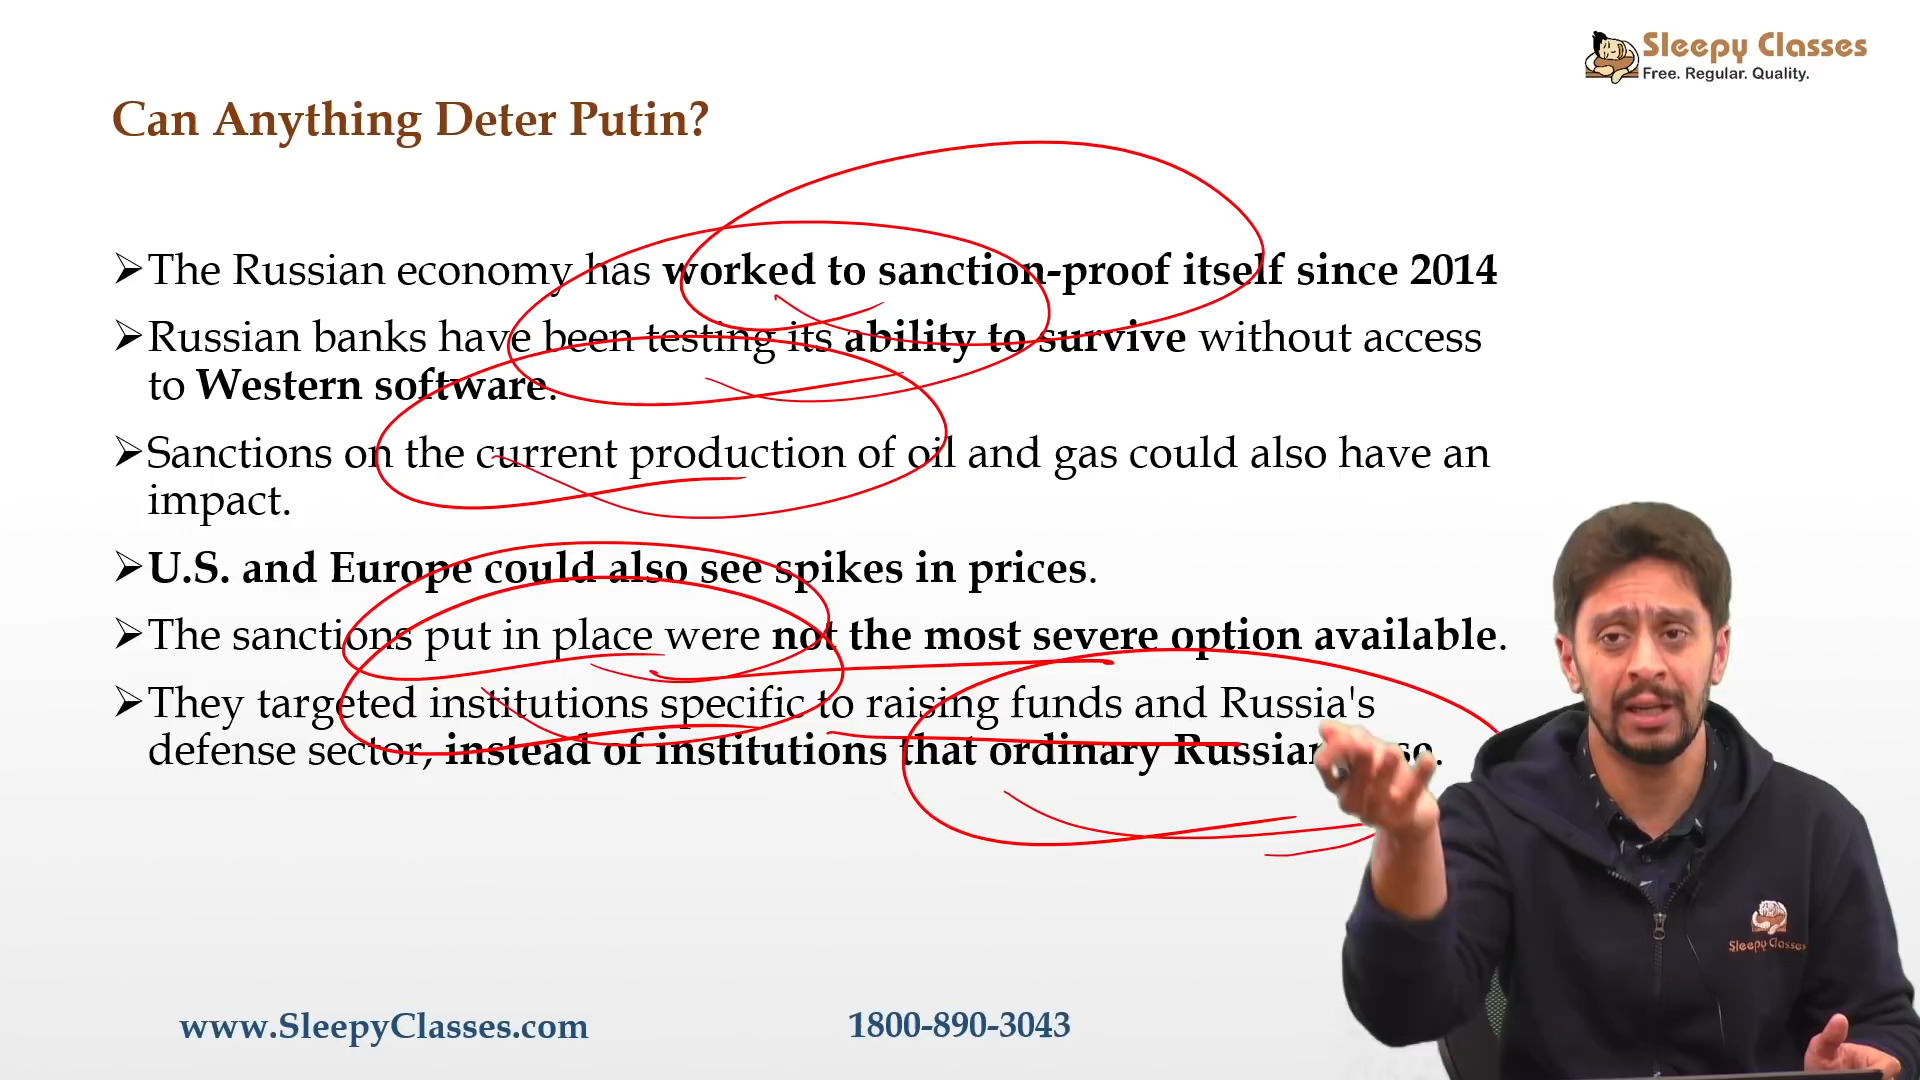 Sleepy Classes
Free. Regular. Quality.
Can Anything Deter Putin?
The Russian economy has worked to sanction-proof itself since 2014
Russian banks have been testing its ability to survive without access
to Western software.
Sanctions on the current production of oil and gas could also have an
impact.
U.S. and Europe could also see spikes in prices.
The sanctions put in place were not the most severe option available.
They targeted institutions specific to raising funds and Russia's
defense sector, instead of institutions that ordinary
Sleepy Classes
www.SleepyClasses.com
1800-890-3043